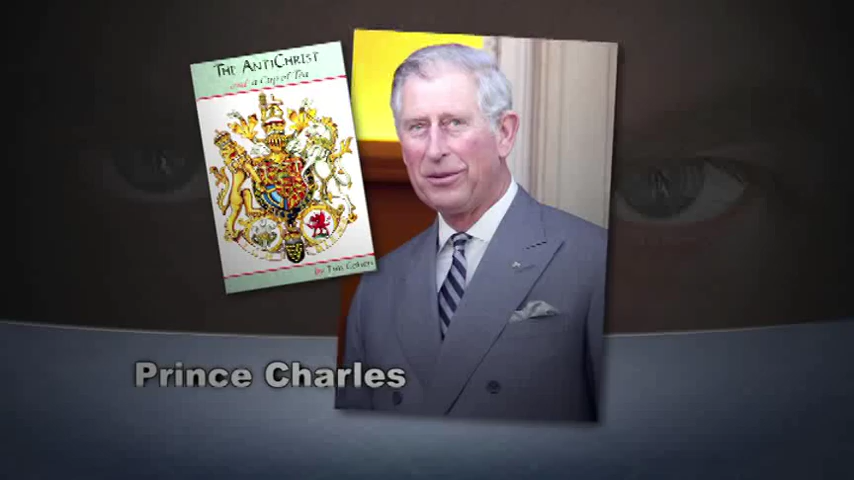 THE ANTICHRIST
and a Cup of Tea
by Tim Cohen
Prince Charles